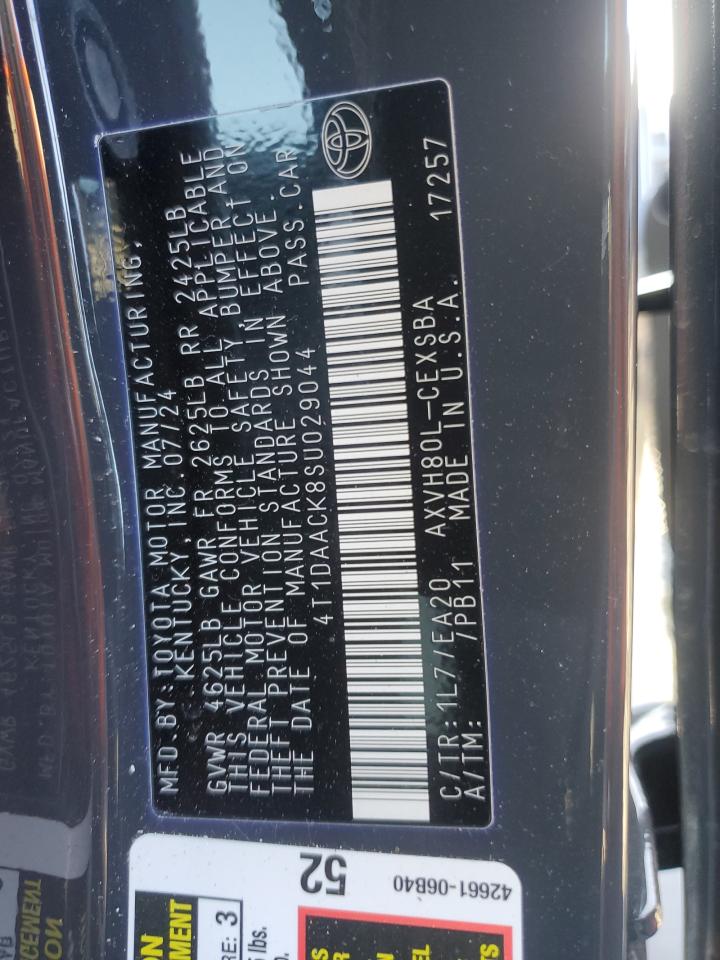 MFD.BY:TOYOTA MOTOR MANUFACTURING,
KENTUCKY, INC.07/24
GVWR 4625LB GAWR FR 2625LB RR 2425LB
THIS VEHICLE CONFORMS TO ALL APPLICABLE
FEDERAL MOTOR VEHICLE SAFETY,BUMPER,AND
THEFT PREVENTION STANDARDS IN EFFECT ON
THE DATE OF MANUFACTURE SHOWN ABOVE.
4T1DAACK8SU029044 PASS.CAR
C/TR:1L7/EA20 AXVH80L-CEXSBA
A/TM: /PB11 MADE IN U.S.A. 17257
52
42661-06B40
3
lbs.